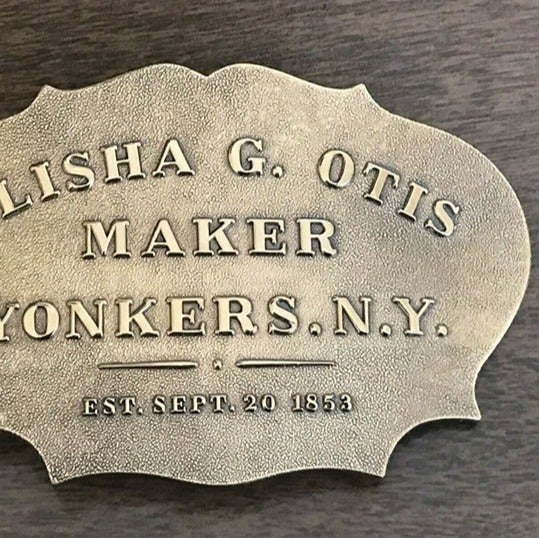 LISHA G. OTIS
MAKER
YONKERS. N.Y.
EST. SEPT. 20 1853